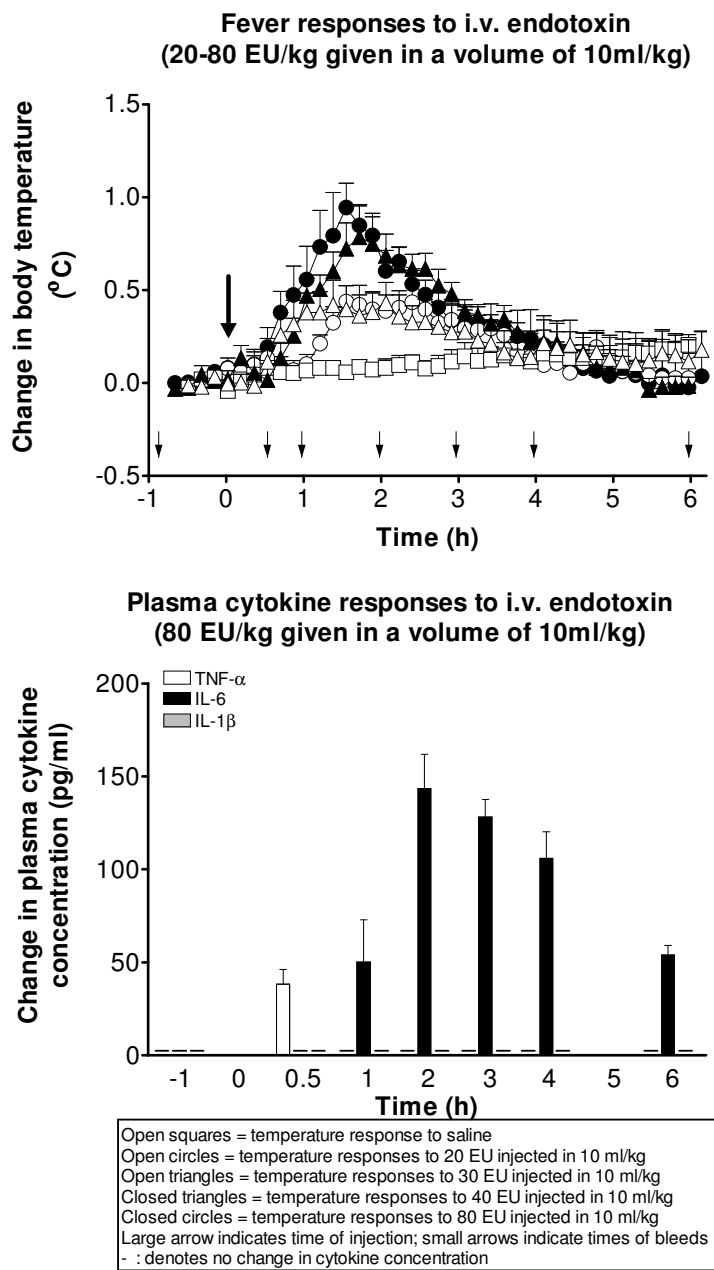 Fever responses to i.v. endotoxin
(20-80 EU/kg given in a volume of 10ml/kg)
Change in body temperature
(⁰C)
1.5
1.0
0.5
0.0
-0.5
-1
0
1
2
3
4
5
6
Time (h)
Plasma cytokine responses to i.v. endotoxin
(80 EU/kg given in a volume of 10ml/kg)
Change in plasma cytokine
concentration (pg/ml)
200
150
100
50
0
TNF-α
IL-6
IL-1β
-1
0
0.5
1
2
3
4
5
6
Time (h)
Open squares = temperature response to saline
Open circles = temperature responses to 20 EU injected in 10 ml/kg
Open triangles = temperature responses to 30 EU injected in 10 ml/kg
Closed triangles = temperature responses to 40 EU injected in 10 ml/kg
Closed circles = temperature responses to 80 EU injected in 10 ml/kg
Large arrow indicates time of injection; small arrows indicate times of bleeds
- : denotes no change in cytokine concentration